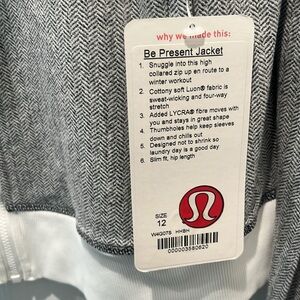 why we made this:
Be Present Jacket
1. Snuggle into this high
collared zip up en route to a
winter workout
2. Cottony soft Luon® fabric is
sweat-wicking and four-way
stretch
3. Added LYCRA® fibre moves with
you and stays in great shape
4. Thumbholes help keep sleeves
down and chills out
5. Designed not to shrink so
laundry day is a good day
6. Slim fit, hip length
SIZE
12
W4Q07S HHBH
000003580620